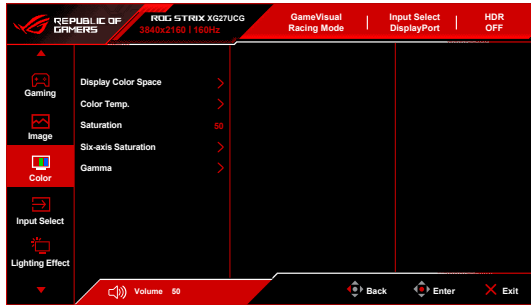 REPUBLIC OF
GAMERS
ROG STRIX XG27UCG
3840x2160 | 160Hz
GameVisual
Racing Mode
Input Select
DisplayPort
HDR
OFF
Gaming
Image
Color
Input Select
Lighting Effect
Display Color Space
Color Temp.
Saturation 50
Six-axis Saturation
Gamma
Volume 50
Back
Enter
Exit